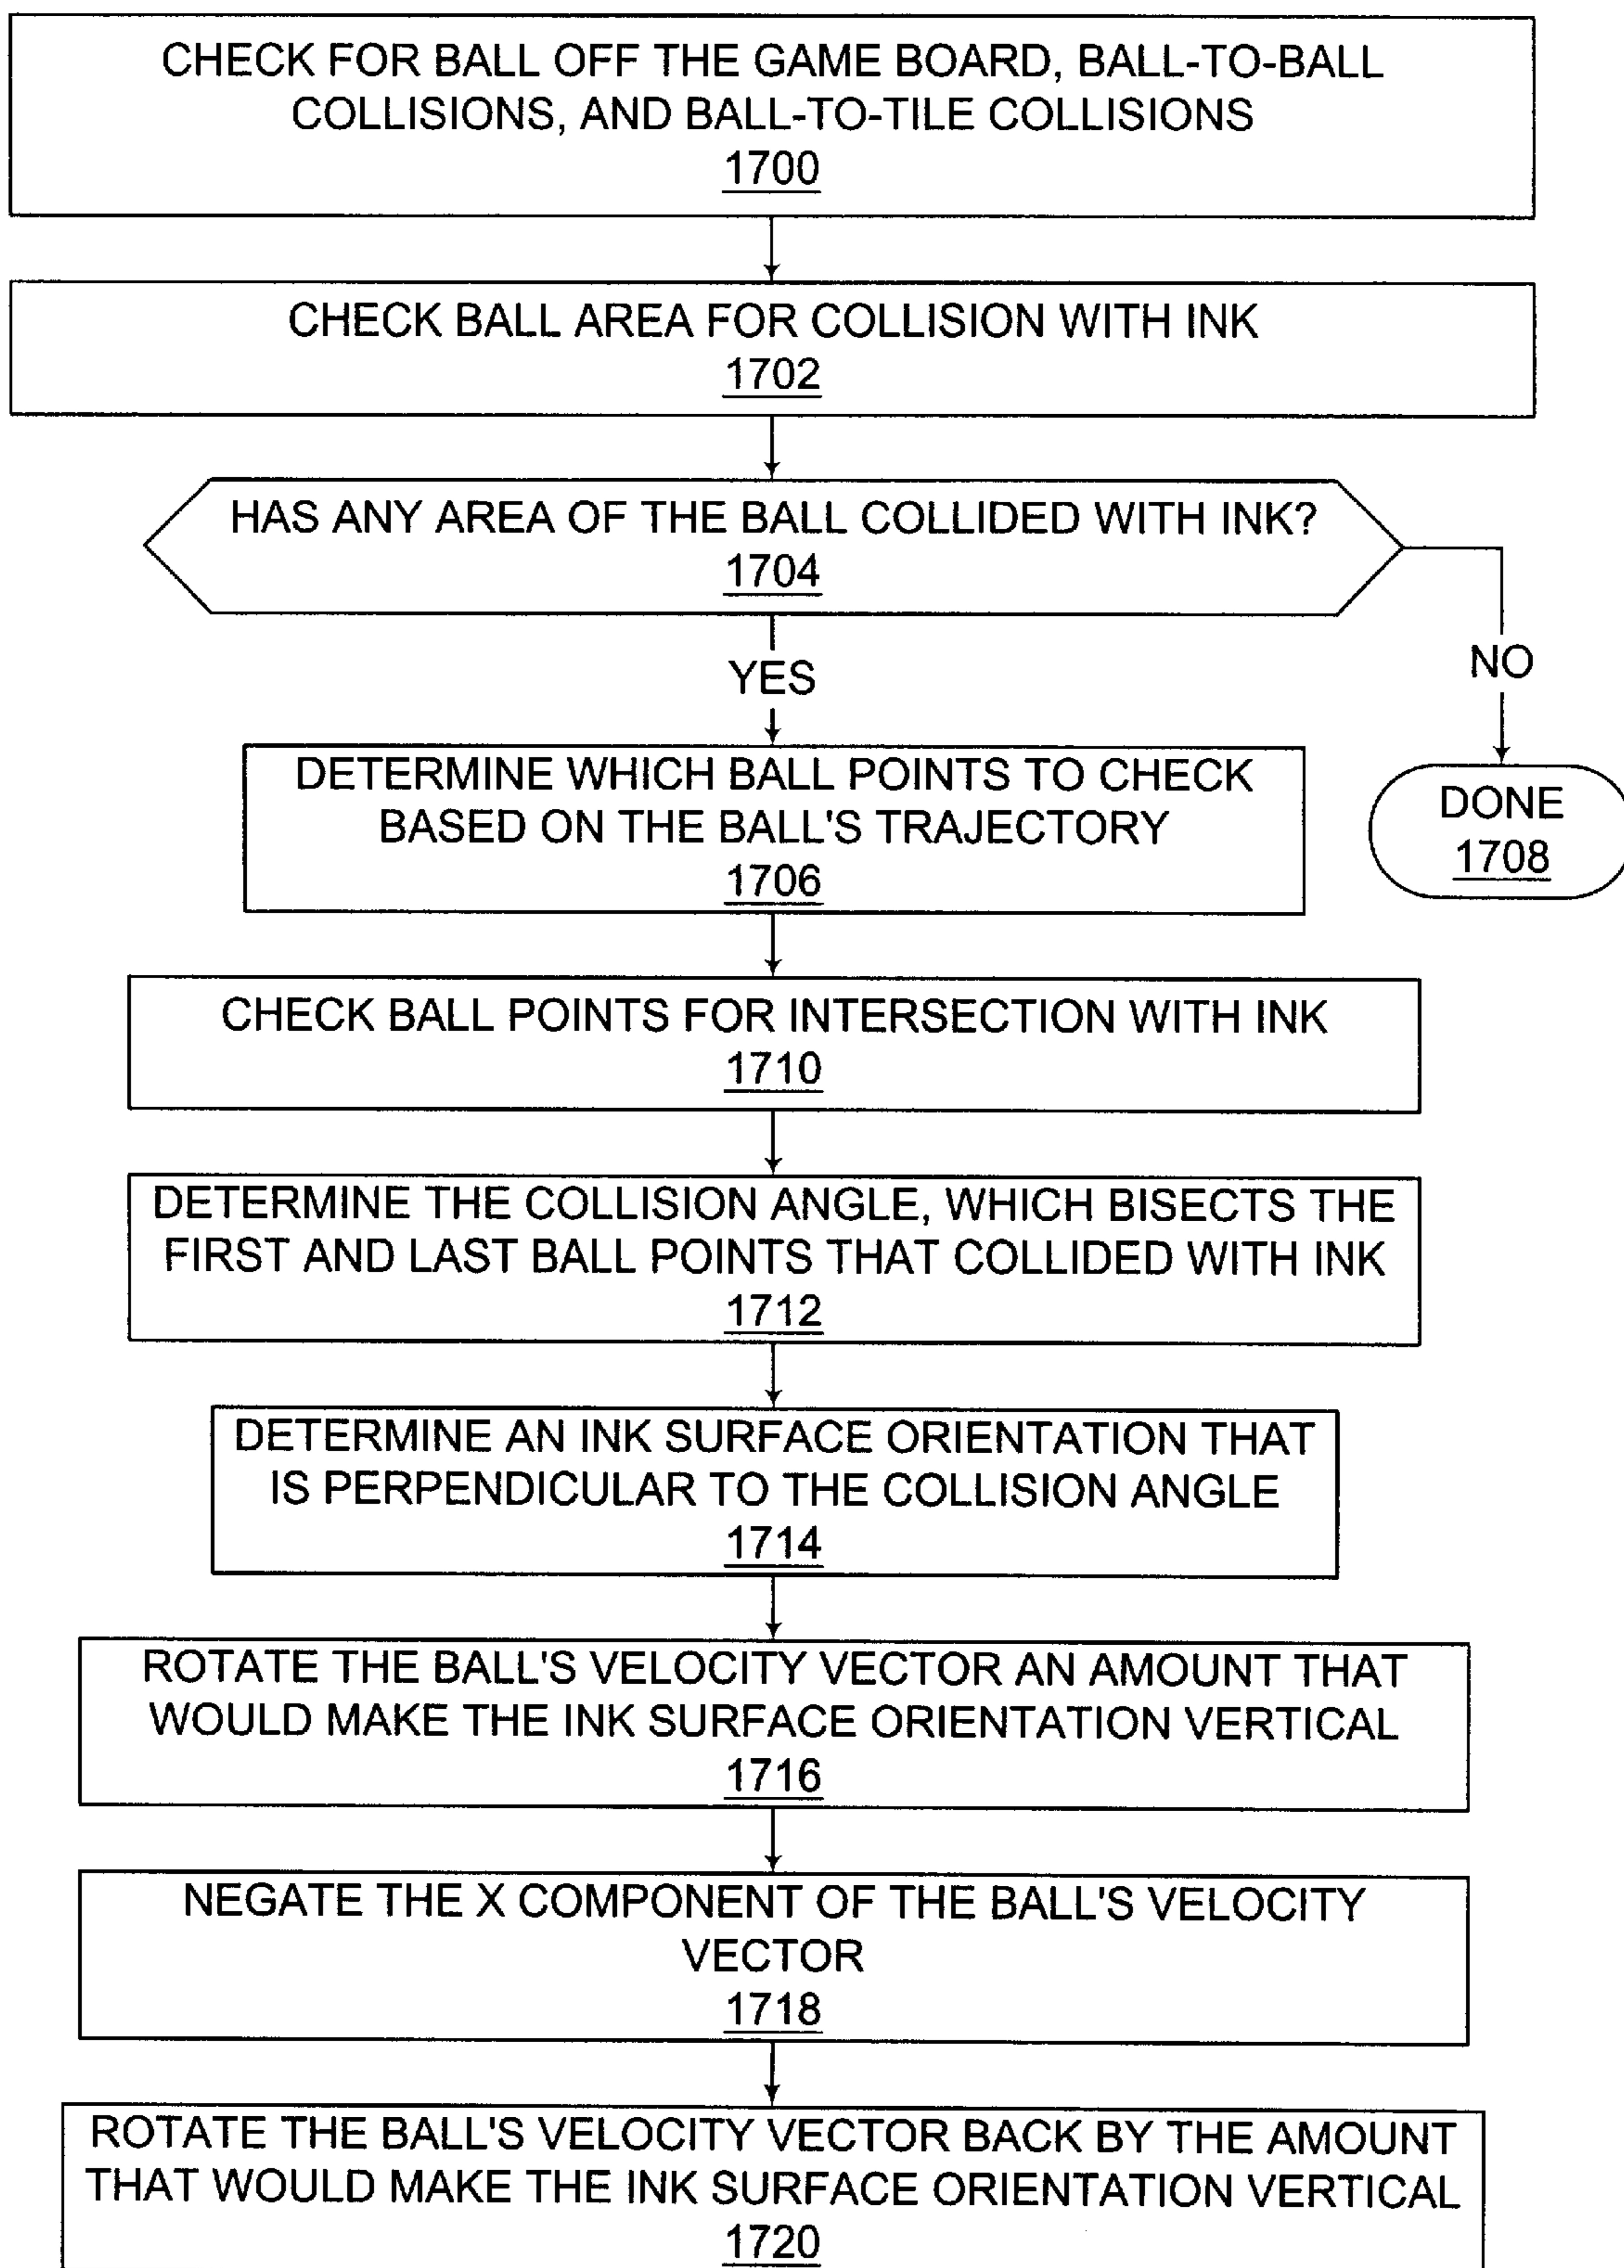 CHECK FOR BALL OFF THE GAME BOARD, BALL-TO-BALL
COLLISIONS, AND BALL-TO-TILE COLLISIONS
1700
CHECK BALL AREA FOR COLLISION WITH INK
1702
HAS ANY AREA OF THE BALL COLLIDED WITH INK?
1704
YES
NO
DETERMINE WHICH BALL POINTS TO CHECK
BASED ON THE BALL'S TRAJECTORY
1706
DONE
1708
CHECK BALL POINTS FOR INTERSECTION WITH INK
1710
DETERMINE THE COLLISION ANGLE, WHICH BISECTS THE
FIRST AND LAST BALL POINTS THAT COLLIDED WITH INK
1712
DETERMINE AN INK SURFACE ORIENTATION THAT
IS PERPENDICULAR TO THE COLLISION ANGLE
1714
ROTATE THE BALL'S VELOCITY VECTOR AN AMOUNT THAT
WOULD MAKE THE INK SURFACE ORIENTATION VERTICAL
1716
NEGATE THE X COMPONENT OF THE BALL'S VELOCITY
VECTOR
1718
ROTATE THE BALL'S VELOCITY VECTOR BACK BY THE AMOUNT
THAT WOULD MAKE THE INK SURFACE ORIENTATION VERTICAL
1720